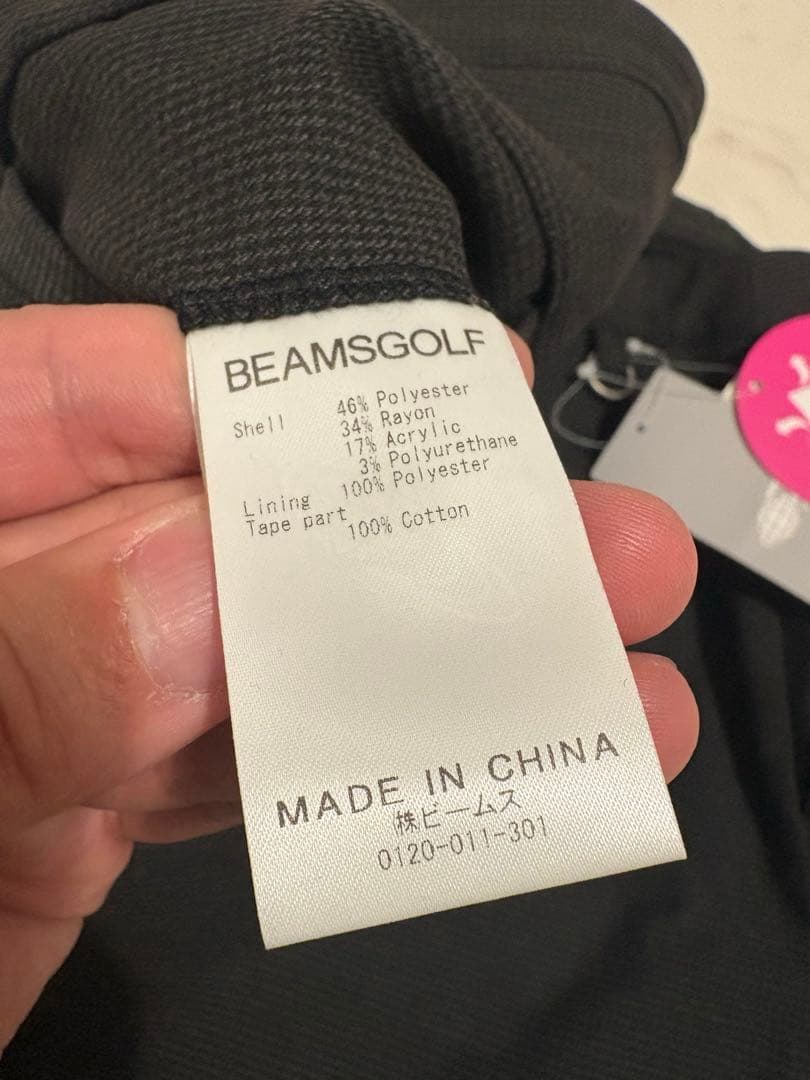 BEAMSGOLF
Shell 46% Polyester
34% Rayon
17% Acrylic
3% Polyurethane
Lining 100% Polyester
Tape part 100% Cotton
MADE IN CHINA
㈱ビームス
0120-011-301